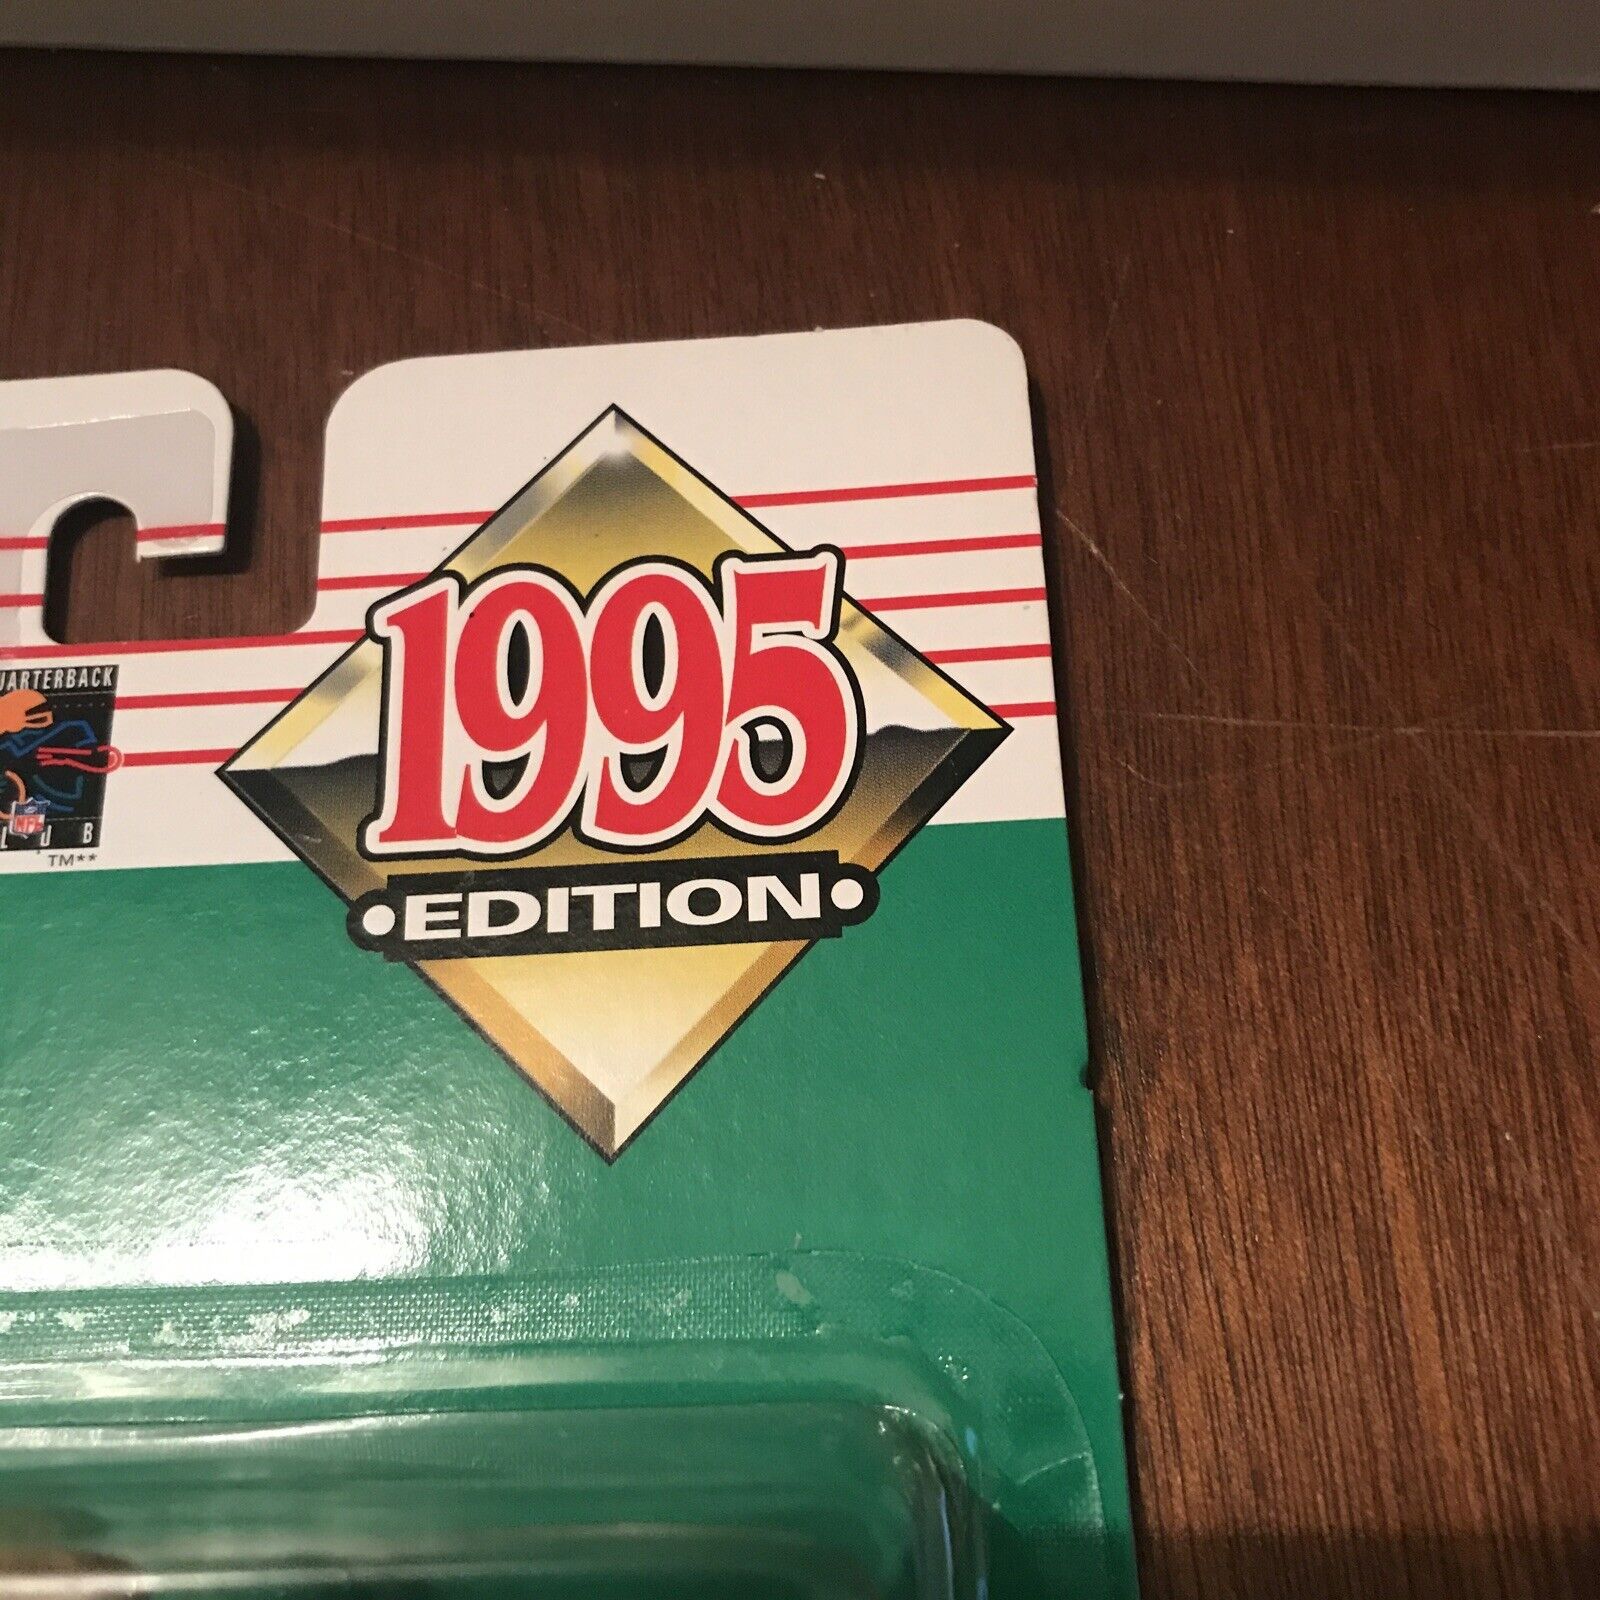 1995
•EDITION•
UARTERBACK
NFL
L U B
TM**